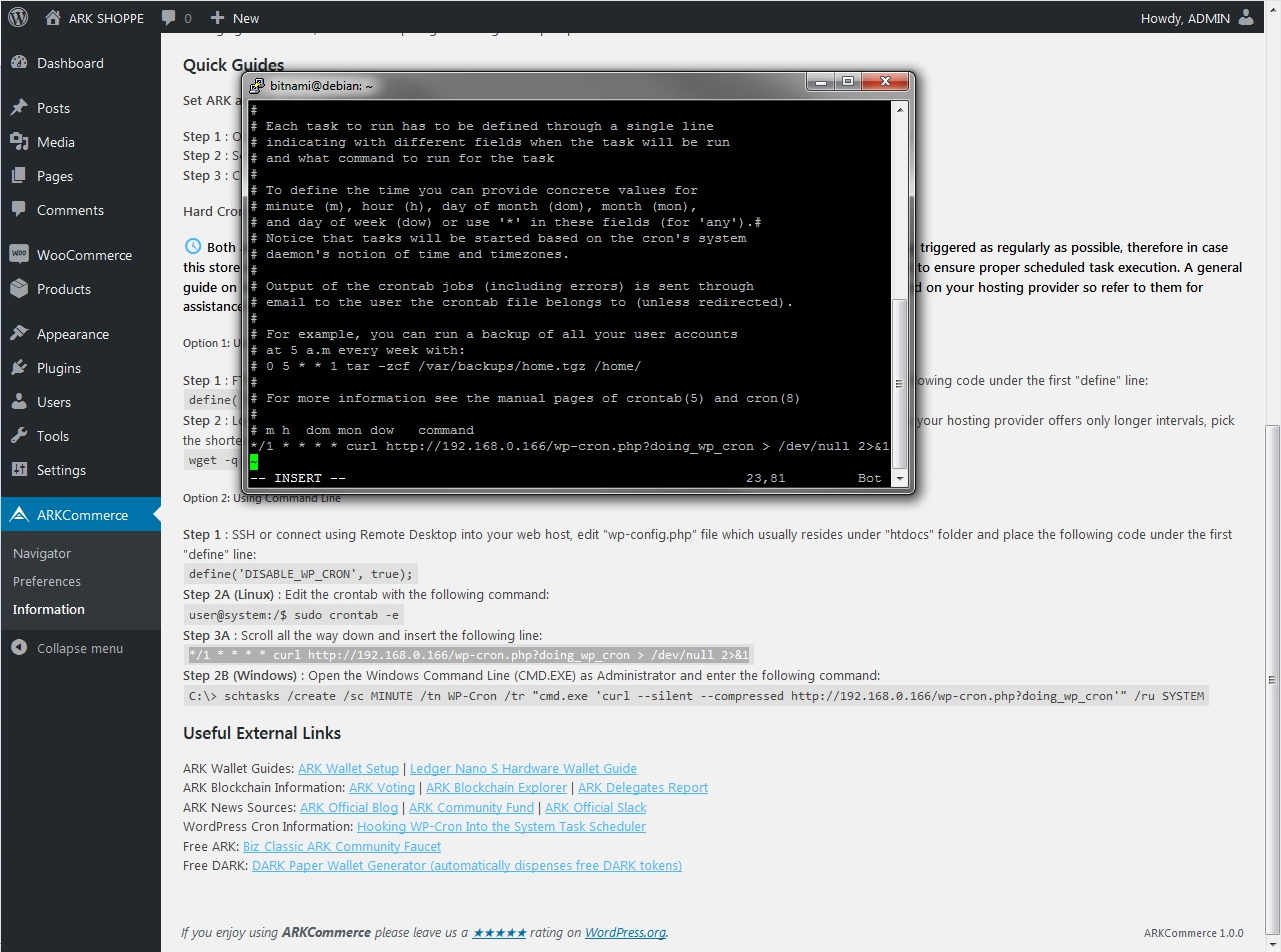 ARK SHOPPE
0
New
Howdy, ADMIN
Dashboard
Posts
Media
Pages
Comments
WooCommerce
Products
Appearance
Plugins
Users
Tools
Settings
ARKCommerce
Navigator
Preferences
Information
Collapse menu
Quick Guides
Set ARK
Step 1 :
Step 2 :
Step 3 :
Hard
Both
triggered as regularly as possible, therefore in case
this store
to ensure proper scheduled task execution. A general
guide on
on your hosting provider so refer to them for
assistance
Option 1:
Step 1 :
code under the first "define" line:
define('
Step 2 :
your hosting provider offers only longer intervals, pick
the
wget -q
bitnami@debian: ~
#
# Each task to run has to be defined through a single line
# indicating with different fields when the task will be run
# and what command to run for the task
#
# To define the time you can provide concrete values for
# minute (m), hour (h), day of month (dom), month (mon),
# and day of week (dow) or use '*' in these fields (for 'any').#
# Notice that tasks will be started based on the cron's system
# daemon's notion of time and timezones.
#
# Output of the crontab jobs (including errors) is sent through
# email to the user the crontab file belongs to (unless redirected).
#
# For example, you can run a backup of all your user accounts
# at 5 a.m every week with:
# 0 5 * * 1 tar -zcf /var/backups/home.tgz /home/
#
# For more information see the manual pages of crontab(5) and cron(8)
#
# m h  dom mon dow   command
*/1 * * * * curl http://192.168.0.166/wp-cron.php?doing_wp_cron > /dev/null 2>&1
~
-- INSERT -- 23,81 Bot
Option 2: Using Command Line
Step 1 : SSH or connect using Remote Desktop into your web host, edit "wp-config.php" file which usually resides under "htdocs" folder and place the following code under the first
"define" line:
define('DISABLE_WP_CRON', true);
Step 2A (Linux) : Edit the crontab with the following command:
user@system:/$ sudo crontab -e
Step 3A : Scroll all the way down and insert the following line:
*/1 * * * * curl http://192.168.0.166/wp-cron.php?doing_wp_cron > /dev/null 2>&1
Step 2B (Windows) : Open the Windows Command Line (CMD.EXE) as Administrator and enter the following command:
C:\> schtasks /create /sc MINUTE /tn WP-Cron /tr "cmd.exe 'curl --silent --compressed http://192.168.0.166/wp-cron.php?doing_wp_cron'" /ru SYSTEM
Useful External Links
ARK Wallet Guides: ARK Wallet Setup | Ledger Nano S Hardware Wallet Guide
ARK Blockchain Information: ARK Voting | ARK Blockchain Explorer | ARK Delegates Report
ARK News Sources: ARK Official Blog | ARK Community Fund | ARK Official Slack
WordPress Cron Information: Hooking WP-Cron Into the System Task Scheduler
Free ARK: Biz Classic ARK Community Faucet
Free DARK: DARK Paper Wallet Generator (automatically dispenses free DARK tokens)
If you enjoy using ARKCommerce please leave us a ★★★★★ rating on WordPress.org.
ARKCommerce 1.0.0